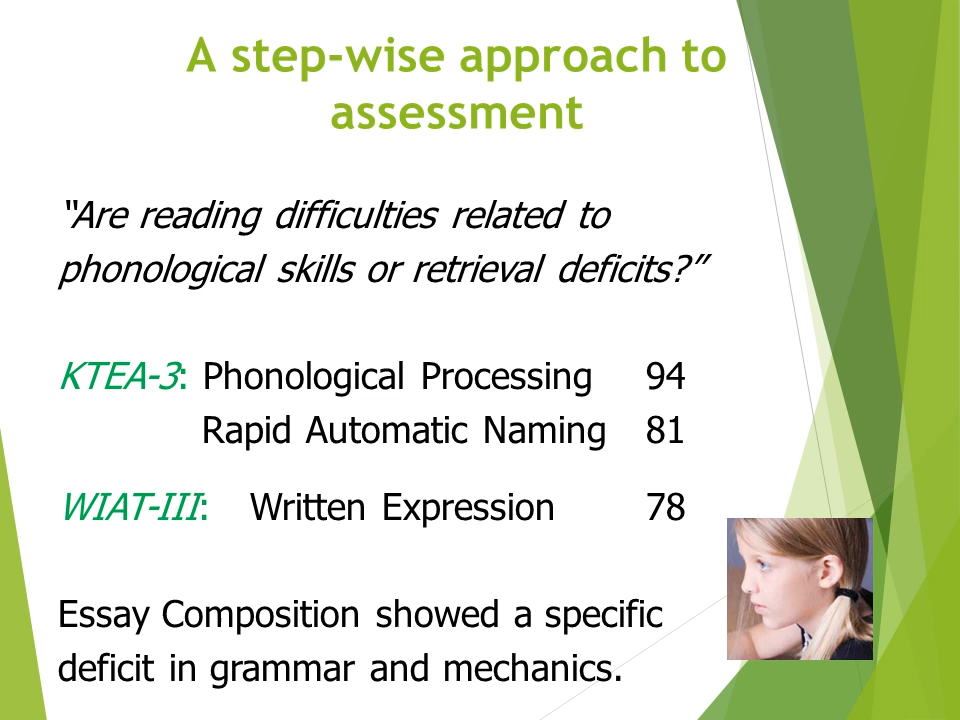 A step-wise approach to
assessment
“Are reading difficulties related to
phonological skills or retrieval deficits?”
KTEA-3: Phonological Processing 94
Rapid Automatic Naming 81
WIAT-III: Written Expression 78
Essay Composition showed a specific
deficit in grammar and mechanics.